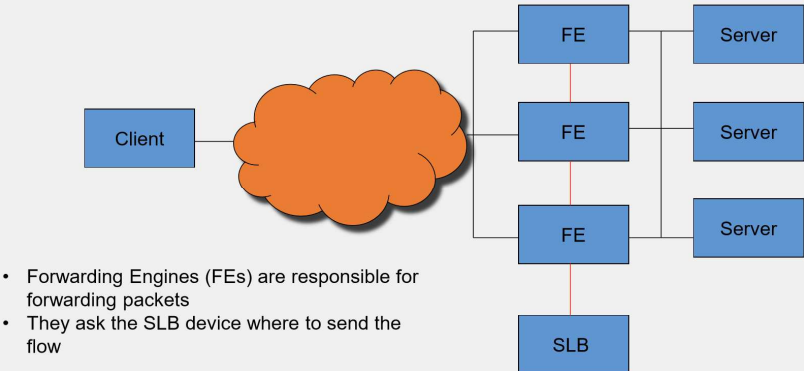 FE
Server
Client
FE
Server
FE
Server
• Forwarding Engines (FEs) are responsible for
forwarding packets
• They ask the SLB device where to send the
flow
SLB